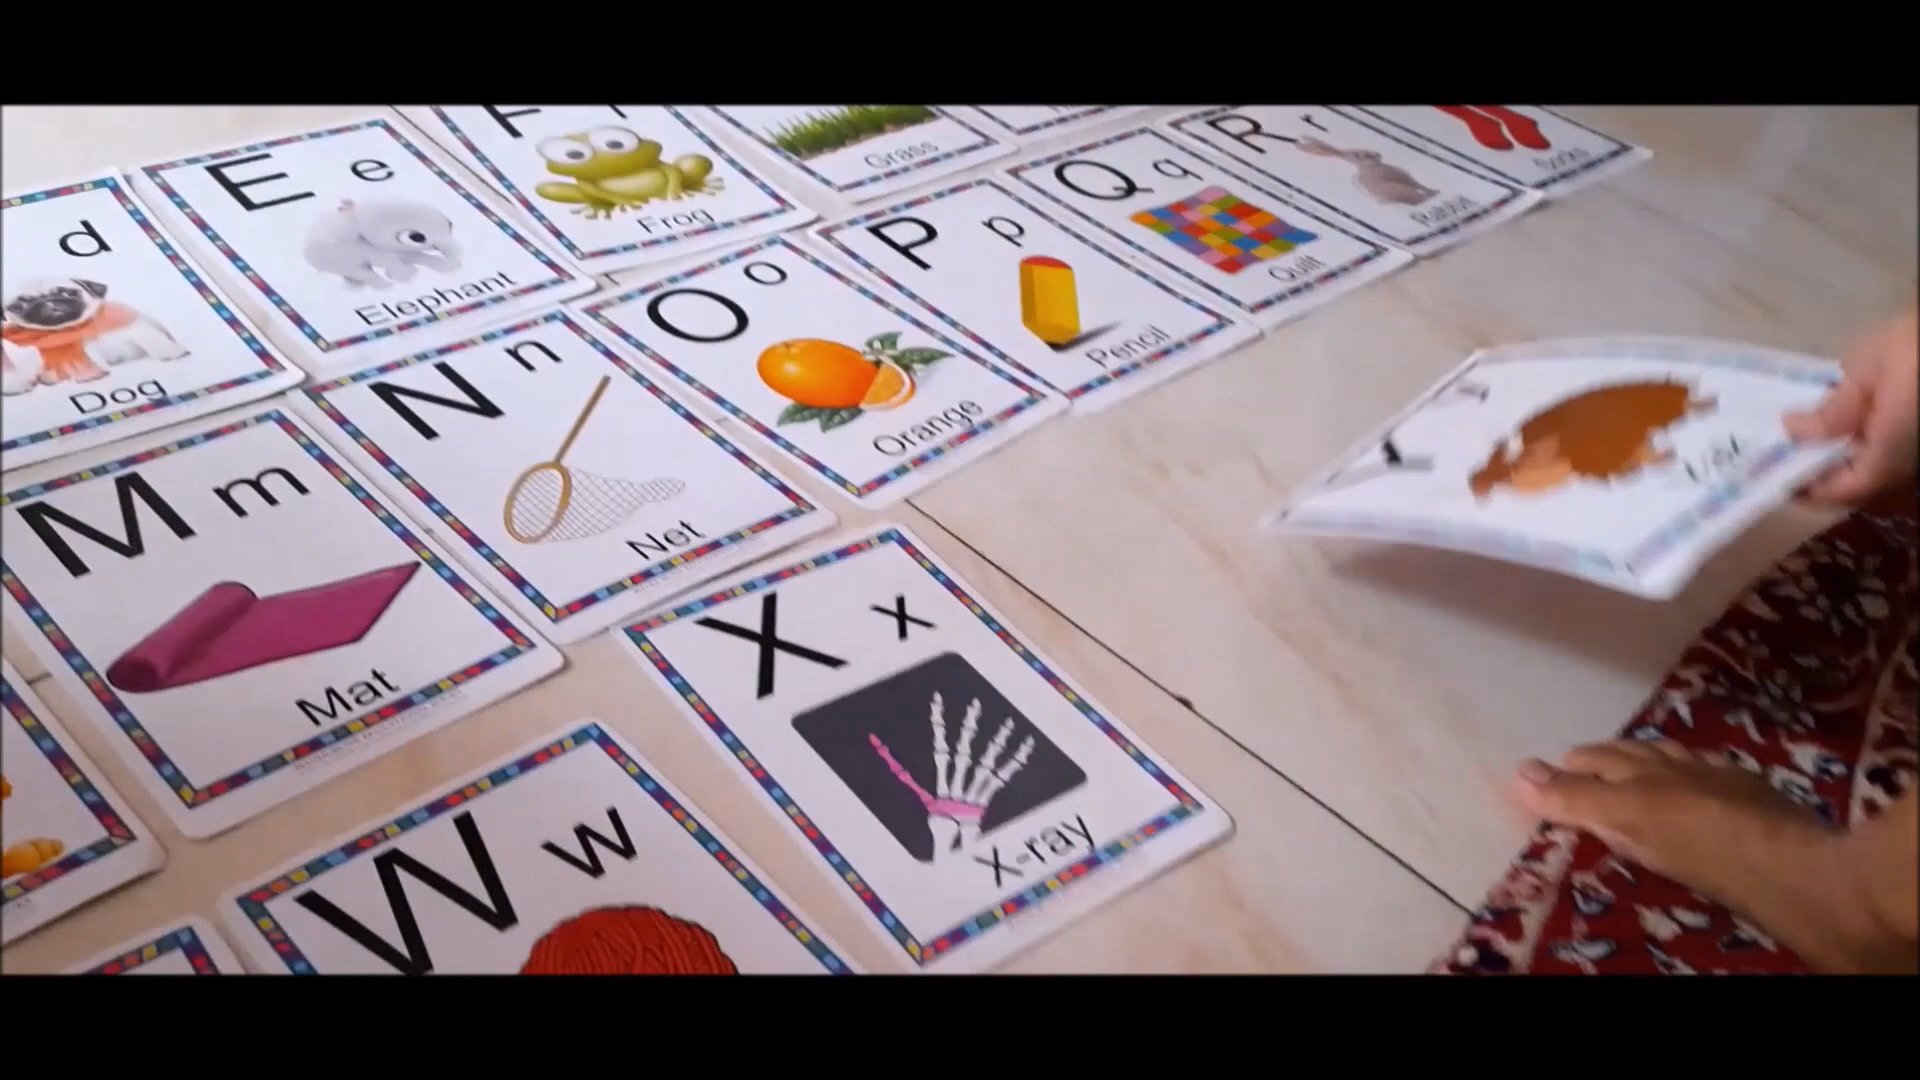 d
Dog
E e
Elephant
F
Frog
Grass
M m
Mat
N n
Net
O o
Orange
P p
Pencil
Q q
Quilt
R r
Rabbit
Socks
W w
X x
X-ray